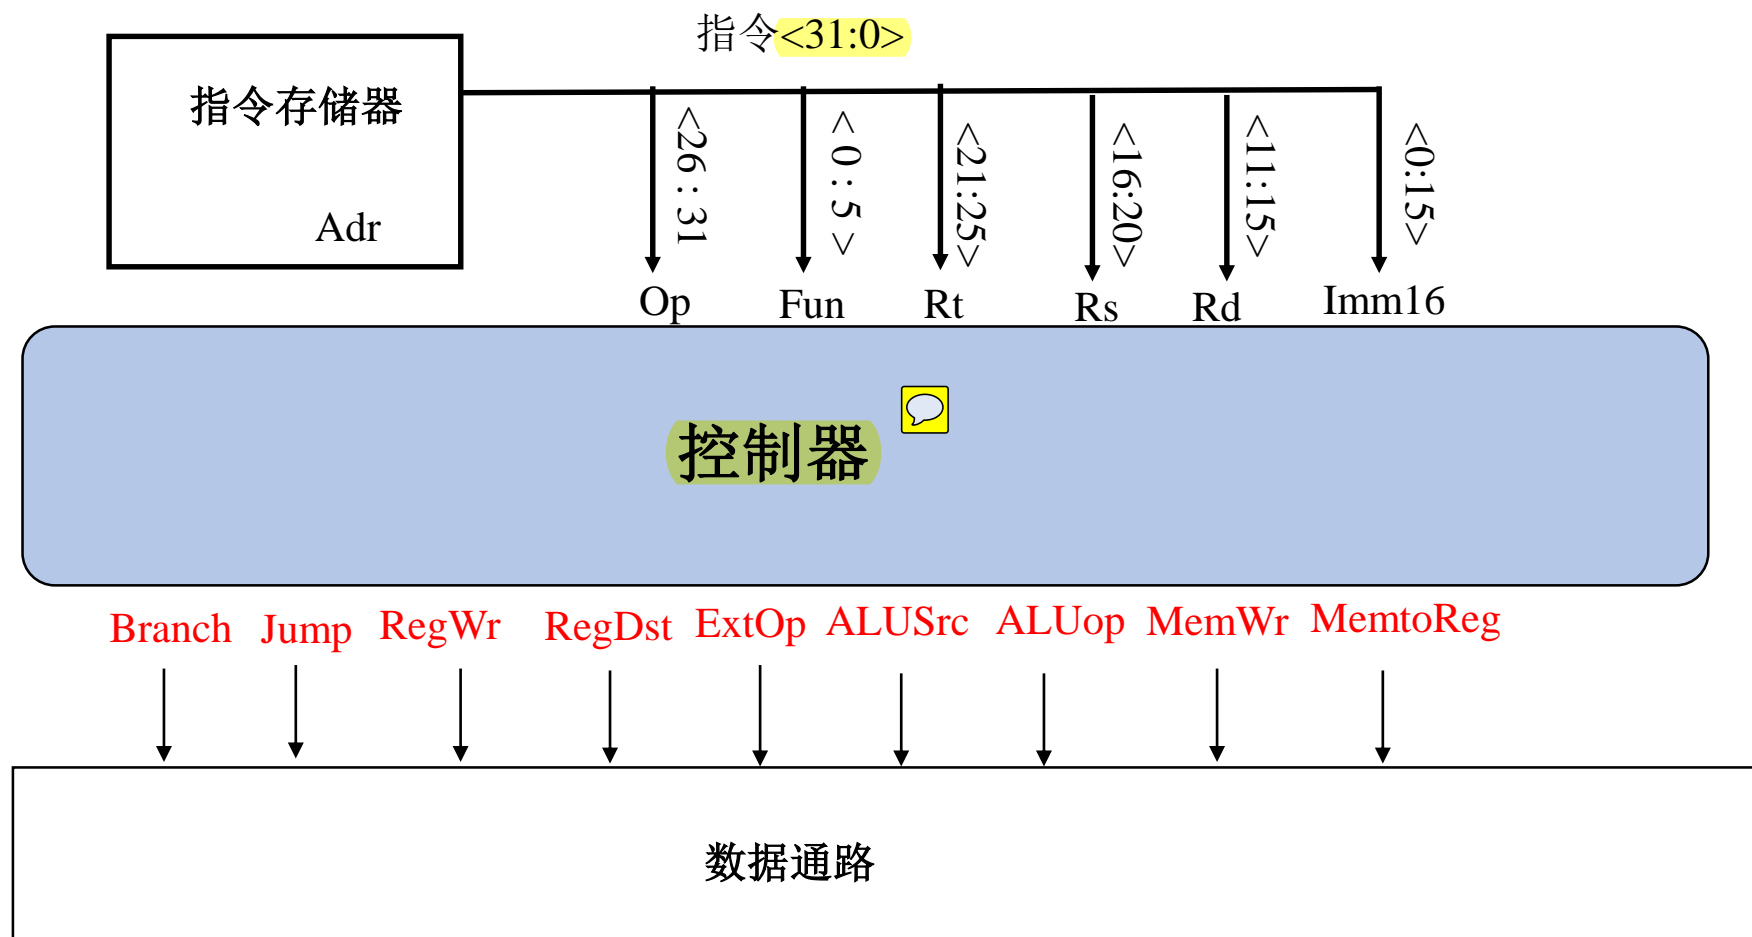 指令<31:0>
指令存储器
Adr
<26 : 31
< 0 : 5 >
<21:25>
<16:20>
<11:15>
<0:15>
Op
Fun
Rt
Rs
Rd
Imm16
控制器
Branch
Jump
RegWr
RegDst
ExtOp
ALUSrc
ALUop
MemWr
MemtoReg
数据通路